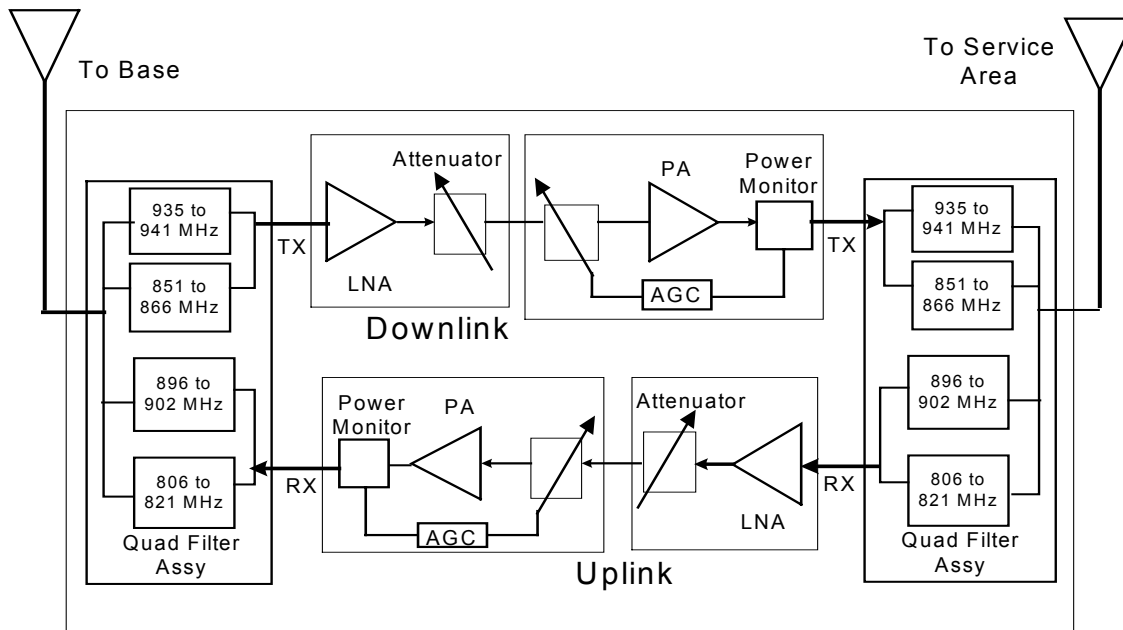 To Base
To Service
Area
Attenuator
LNA
PA
Power
Monitor
AGC
TX
TX
Downlink
935 to
941 MHz
851 to
866 MHz
896 to
902 MHz
806 to
821 MHz
Quad Filter
Assy
935 to
941 MHz
851 to
866 MHz
896 to
902 MHz
806 to
821 MHz
Quad Filter
Assy
Power
Monitor
PA
AGC
RX
Attenuator
LNA
RX
Uplink